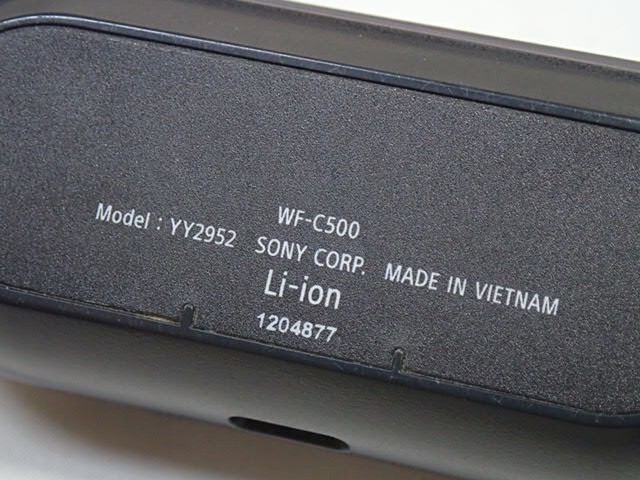 WF-C500
Model : YY2952 SONY CORP. MADE IN VIETNAM
Li-ion
1204877